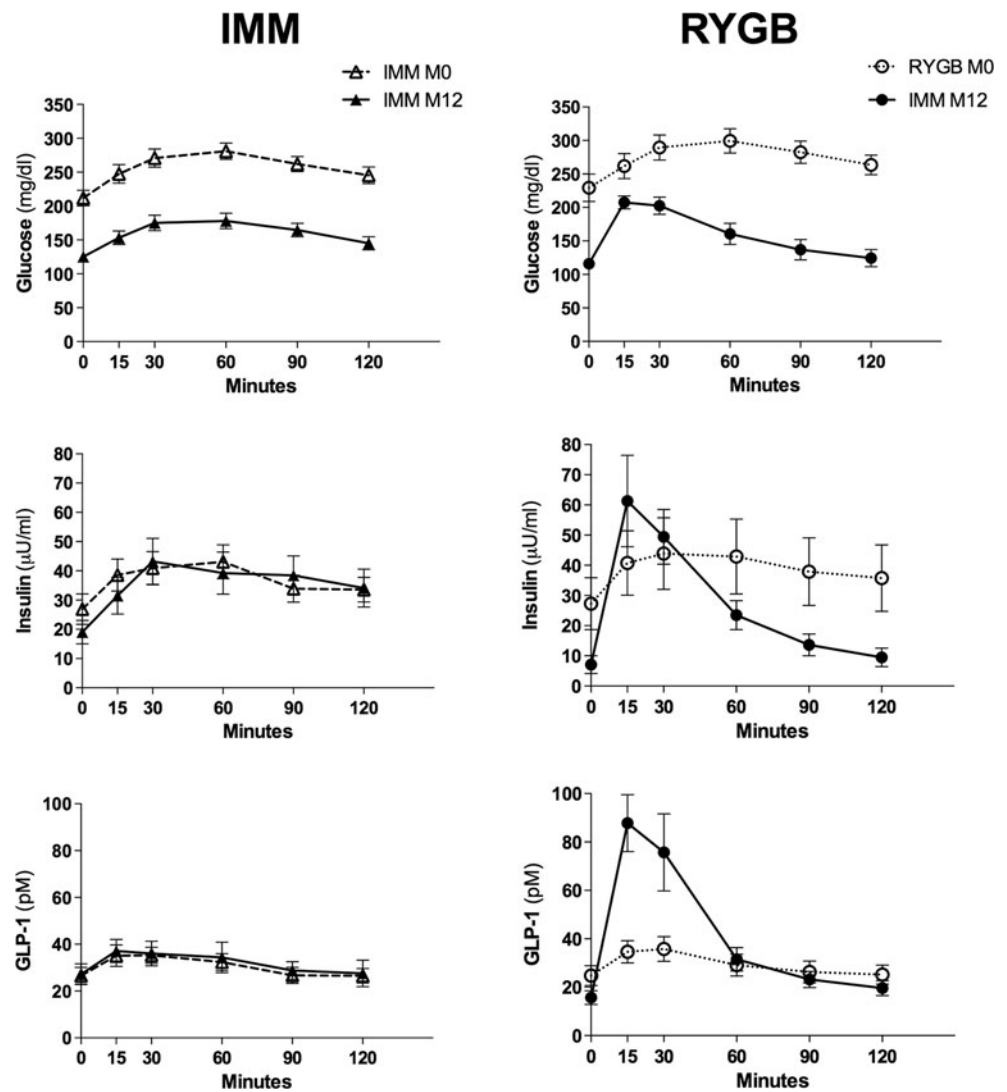 IMM
RYGB
IMM M0
IMM M12
RYGB M0
IMM M12
Glucose (mg/dl)
350
300
250
200
150
100
50
0
0 15 30 60 90 120
Minutes
Glucose (mg/dl)
350
300
250
200
150
100
50
0
0 15 30 60 90 120
Minutes
Insulin (µU/ml)
80
70
60
50
40
30
20
10
0
0 15 30 60 90 120
Minutes
Insulin (µU/ml)
80
70
60
50
40
30
20
10
0
0 15 30 60 90 120
Minutes
GLP-1 (pM)
100
80
60
40
20
0
0 15 30 60 90 120
Minutes
GLP-1 (pM)
100
80
60
40
20
0
0 15 30 60 90 120
Minutes